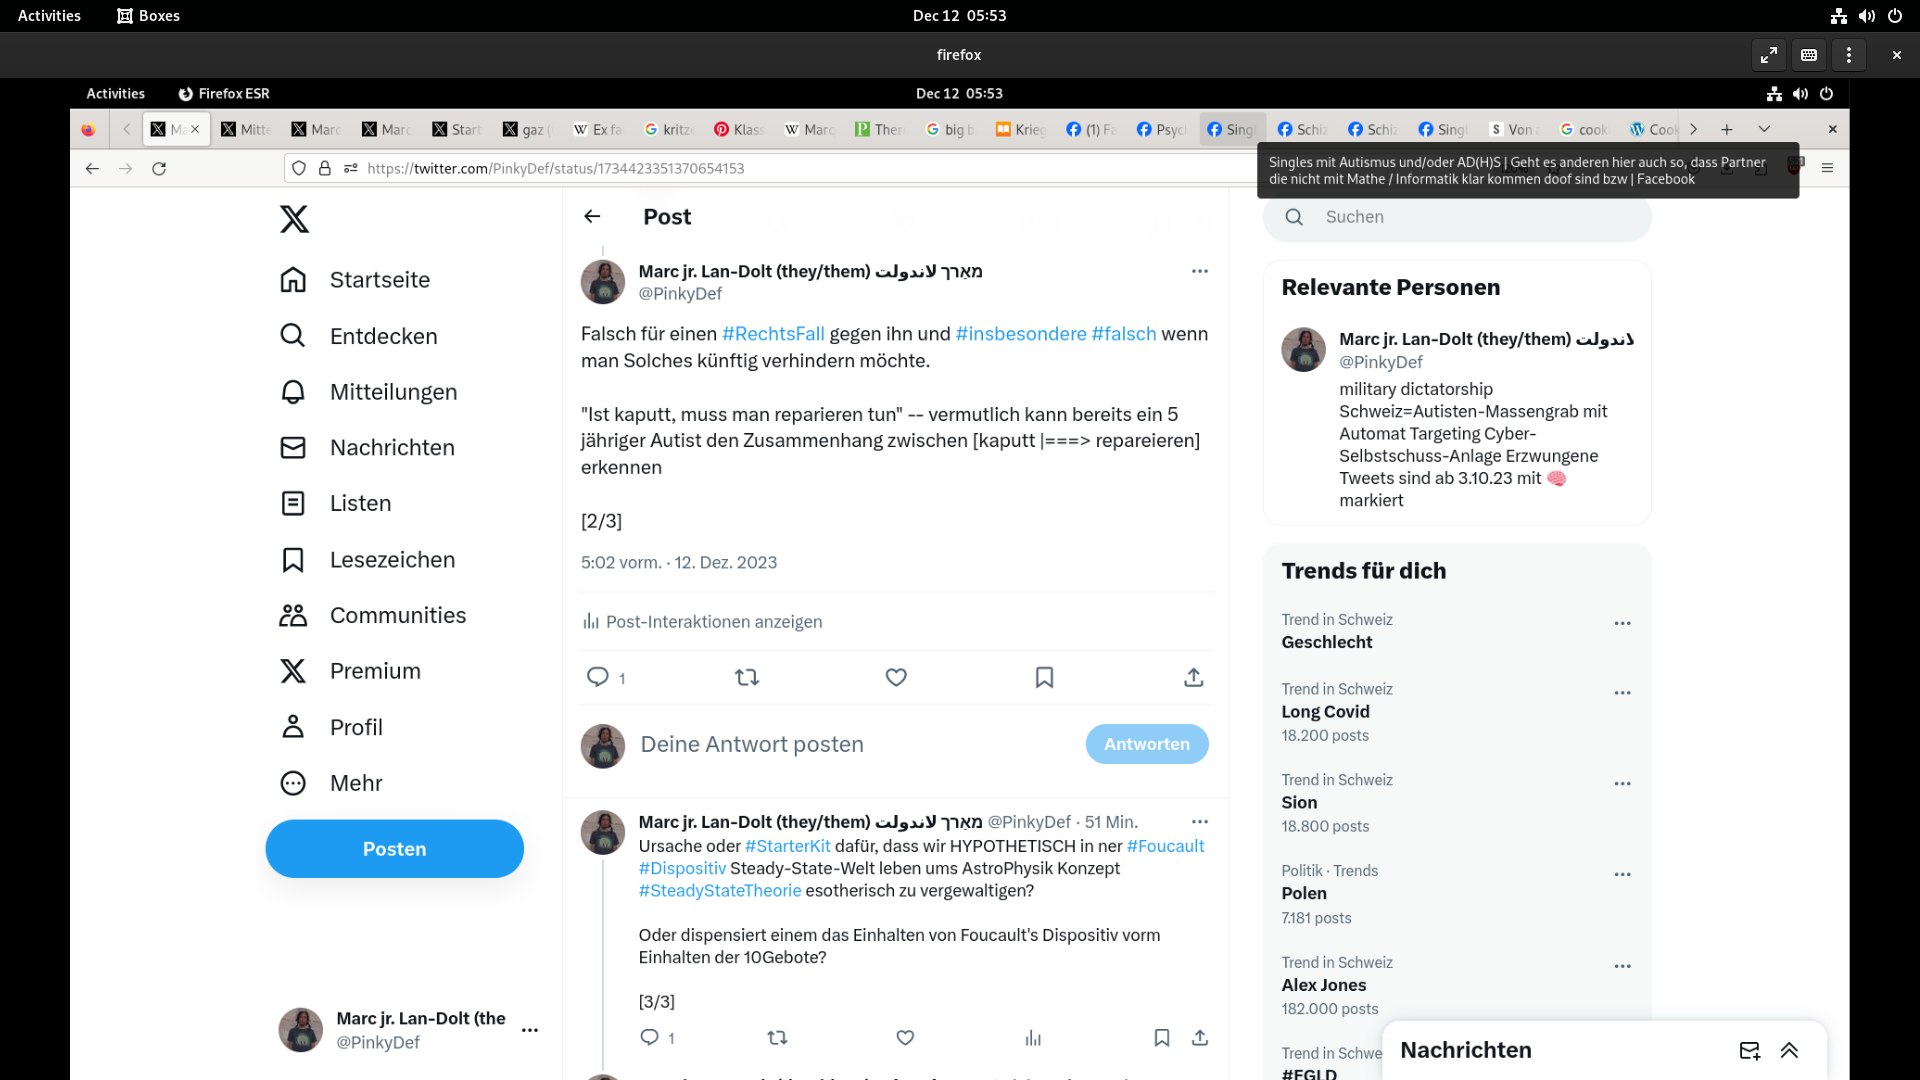 Activities
Boxes
Dec 12 05:53
firefox
Activities
Firefox ESR
Dec 12 05:53
Mitte
Marc
Marc
Start
gaz (
Ex fa
kritze
Klass
Marq
Ther
big b
Krieg
(1) Fa
Psyc
Singl
Schiz
Schiz
Singl
Von
cook
Cook
https://twitter.com/PinkyDef/status/1734423351370654153
Singles mit Autismus und/oder AD(H)S | Geht es anderen hier auch so, dass Partner
die nicht mit Mathe / Informatik klar kommen doof sind bzw | Facebook
Startseite
Entdecken
Mitteilungen
Nachrichten
Listen
Lesezeichen
Communities
Premium
Profil
Mehr
Posten
Marc jr. Lan-Dolt (the
@PinkyDef
Post
Marc jr. Lan-Dolt (they/them) מאַרך لاندولت
@PinkyDef
Falsch für einen #RechtsFall gegen ihn und #insbesondere #falsch wenn
man Solches künftig verhindern möchte.
"Ist kaputt, muss man reparieren tun" -- vermutlich kann bereits ein 5
jähriger Autist den Zusammenhang zwischen [kaputt |===> repareieren]
erkennen
[2/3]
5:02 vorm. · 12. Dez. 2023
Post-Interaktionen anzeigen
1
Deine Antwort posten
Antworten
Marc jr. Lan-Dolt (they/them) מאַרך لاندولت @PinkyDef · 51 Min.
Ursache oder #StarterKit dafür, dass wir HYPOTHETISCH in ner #Foucault
#Dispositiv Steady-State-Welt leben ums AstroPhysik Konzept
#SteadyStateTheorie esotherisch zu vergewaltigen?
Oder dispensiert einem das Einhalten von Foucault's Dispositiv vorm
Einhalten der 10Gebote?
[3/3]
1
Suchen
Relevante Personen
Marc jr. Lan-Dolt (they/them) لاندولت
@PinkyDef
military dictatorship
Schweiz=Autisten-Massengrab mit
Automat Targeting Cyber-
Selbstschuss-Anlage Erzwungene
Tweets sind ab 3.10.23 mit 🧠
markiert
Trends für dich
Trend in Schweiz
Geschlecht
Trend in Schweiz
Long Covid
18.200 posts
Trend in Schweiz
Sion
18.800 posts
Politik · Trends
Polen
7.181 posts
Trend in Schweiz
Alex Jones
182.000 posts
Trend in Schwe
#EGLD
Nachrichten